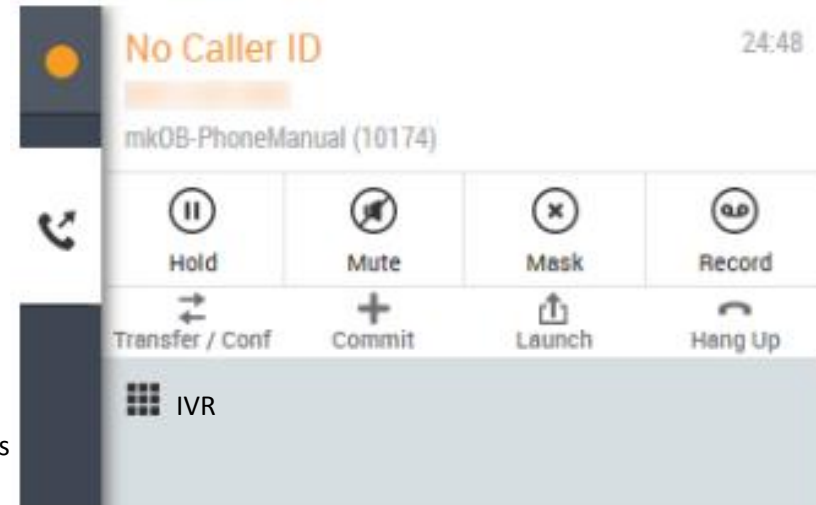 No Caller ID 24:48
mkOB-PhoneManual (10174)
Hold Mute Mask Record
Transfer / Conf Commit Launch Hang Up
IVR
s